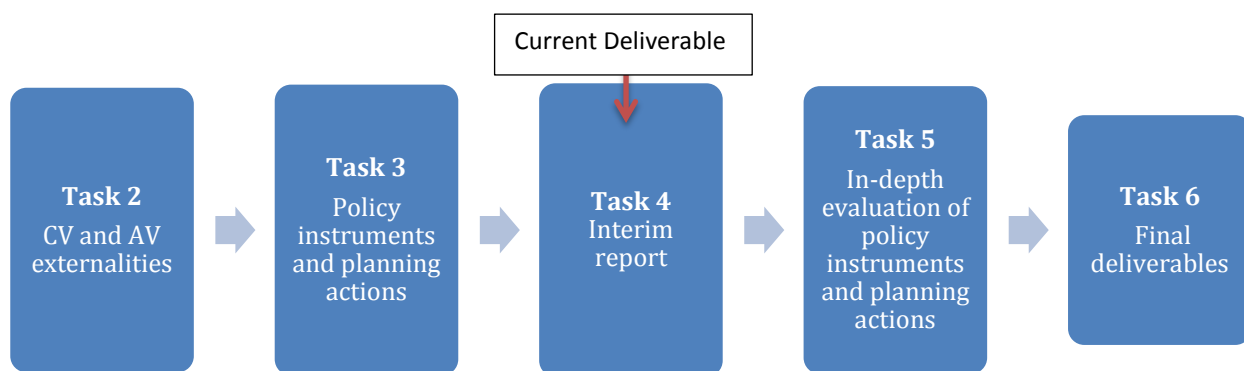 Current Deliverable
Task 2
CV and AV
externalities
Task 3
Policy
instruments
and planning
actions
Task 4
Interim
report
Task 5
In-depth
evaluation of
policy
instruments
and planning
actions
Task 6
Final
deliverables